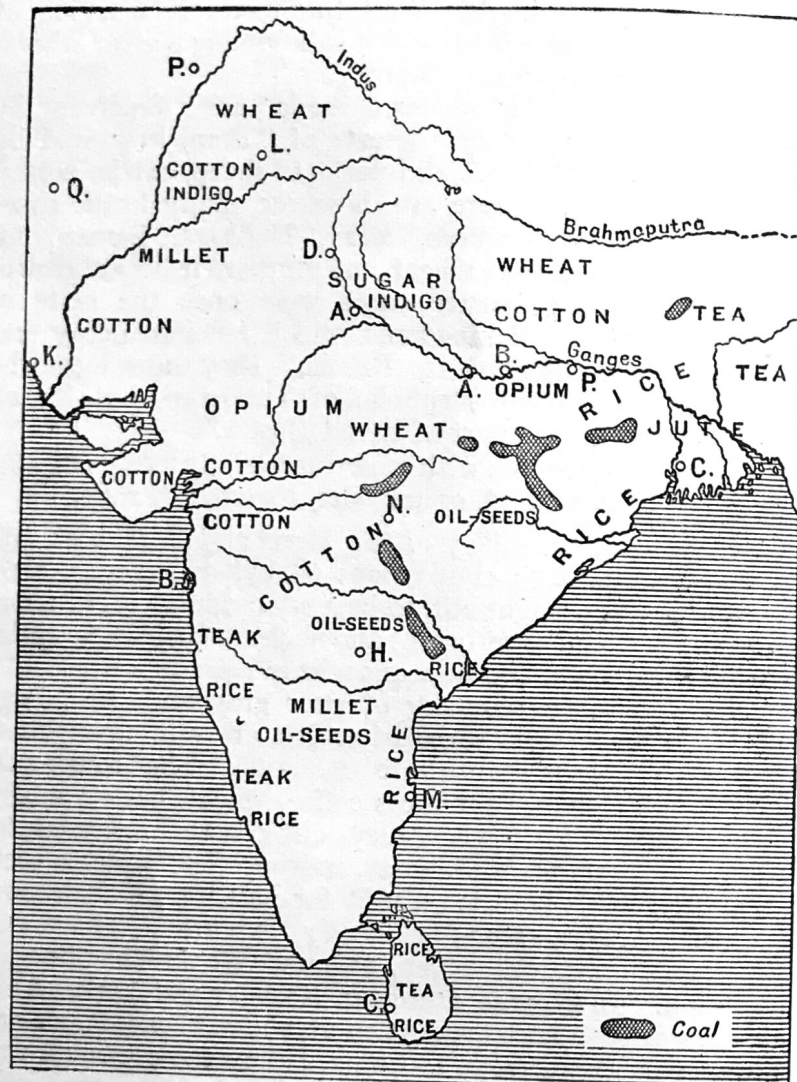 Indus
P.
WHEAT
L.
COTTON
INDIGO
Q.
Brahmaputra
MILLET
D.
WHEAT
SUGAR
INDIGO
COTTON
TEA
A.
COTTON
K.
B.
Ganges
TEA
A.
OPIUM
P.
RICE
OPIUM
WHEAT
JUTE
COTTON
COTTON
C.
N.
COTTON
OIL-SEEDS
RICE
COTTON
B.
OIL-SEEDS
TEAK
H.
RICE
RICE
MILLET
OIL-SEEDS
TEAK
RICE
M.
RICE
RICE
TEA
C.
RICE
Coal